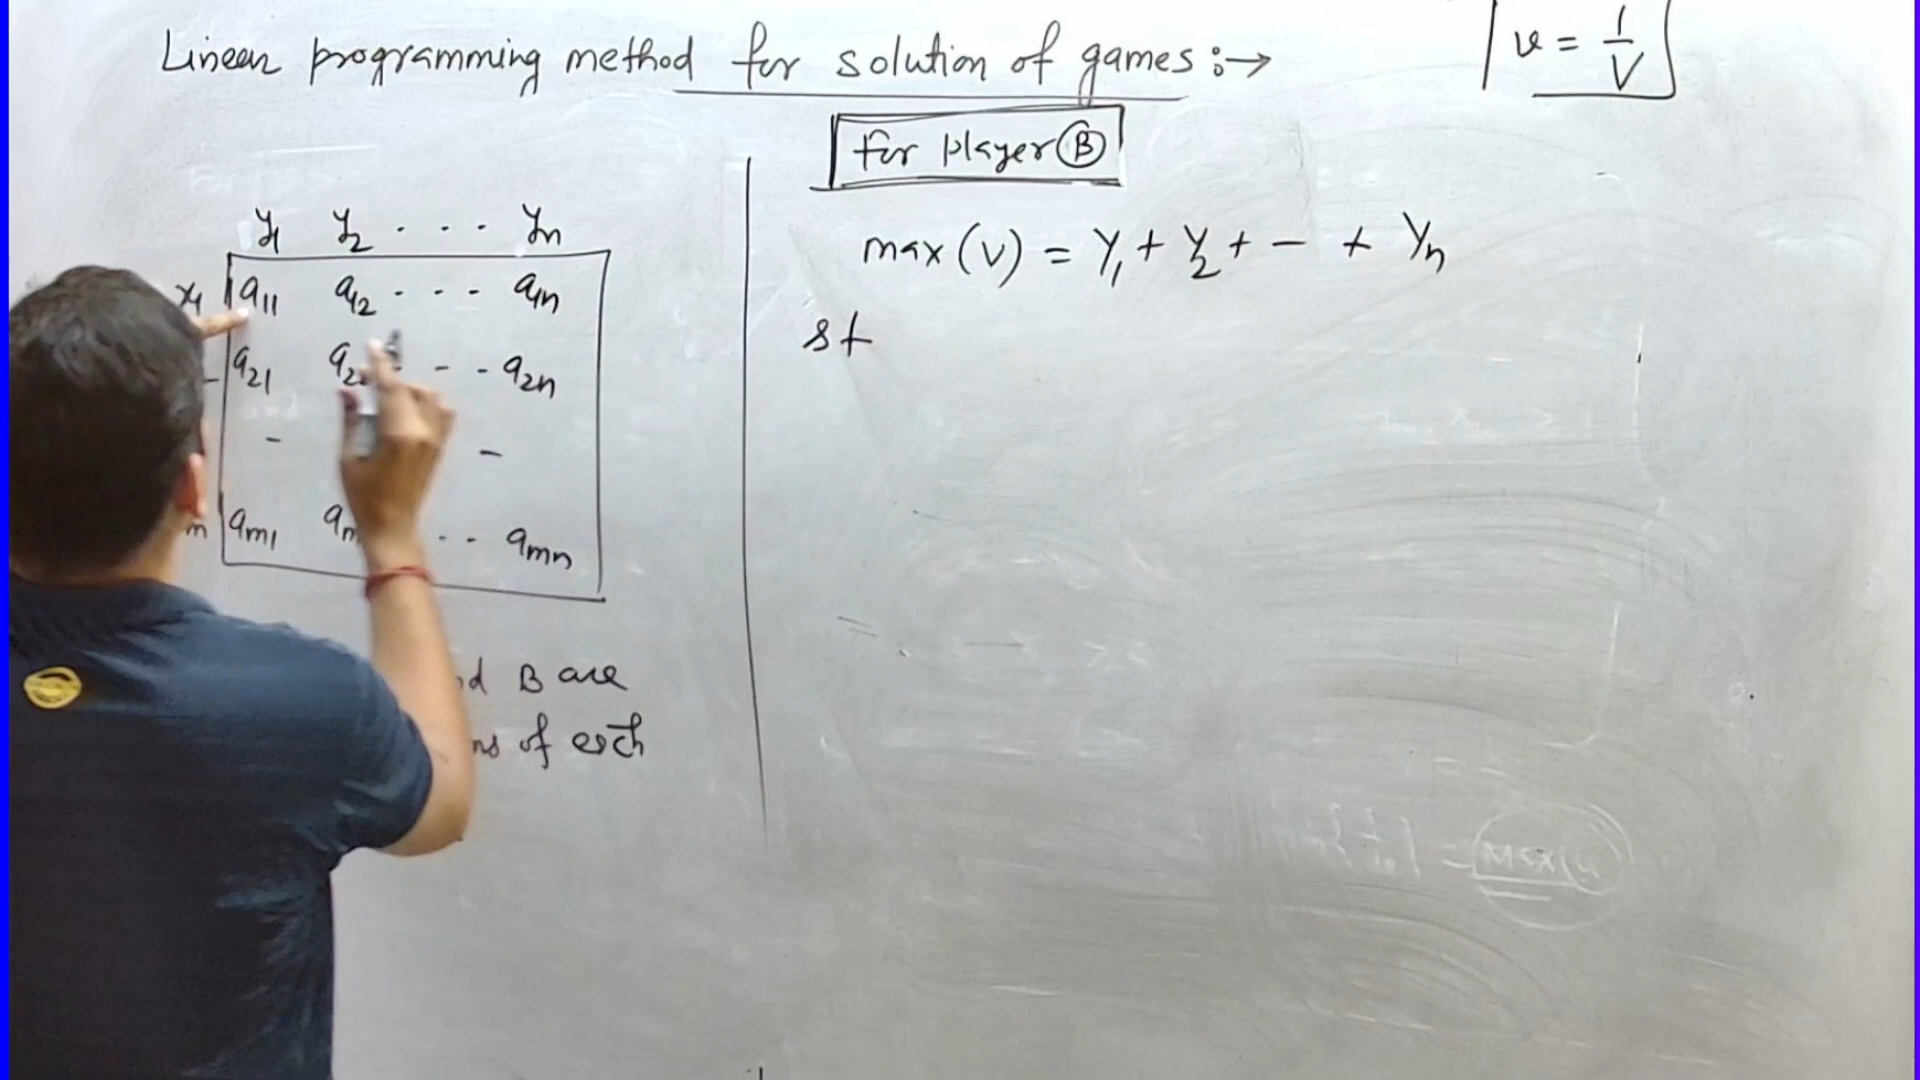 Linear programming method for solution of games :→
v = 1/V
for player B
y1 y2 . . . yn
x1 a11 a12 . - - - a1n
a21 - - a2n
- -
m am1 . . amn
B are
of each
max (v) = Y1 + Y2 + - + Yn
st